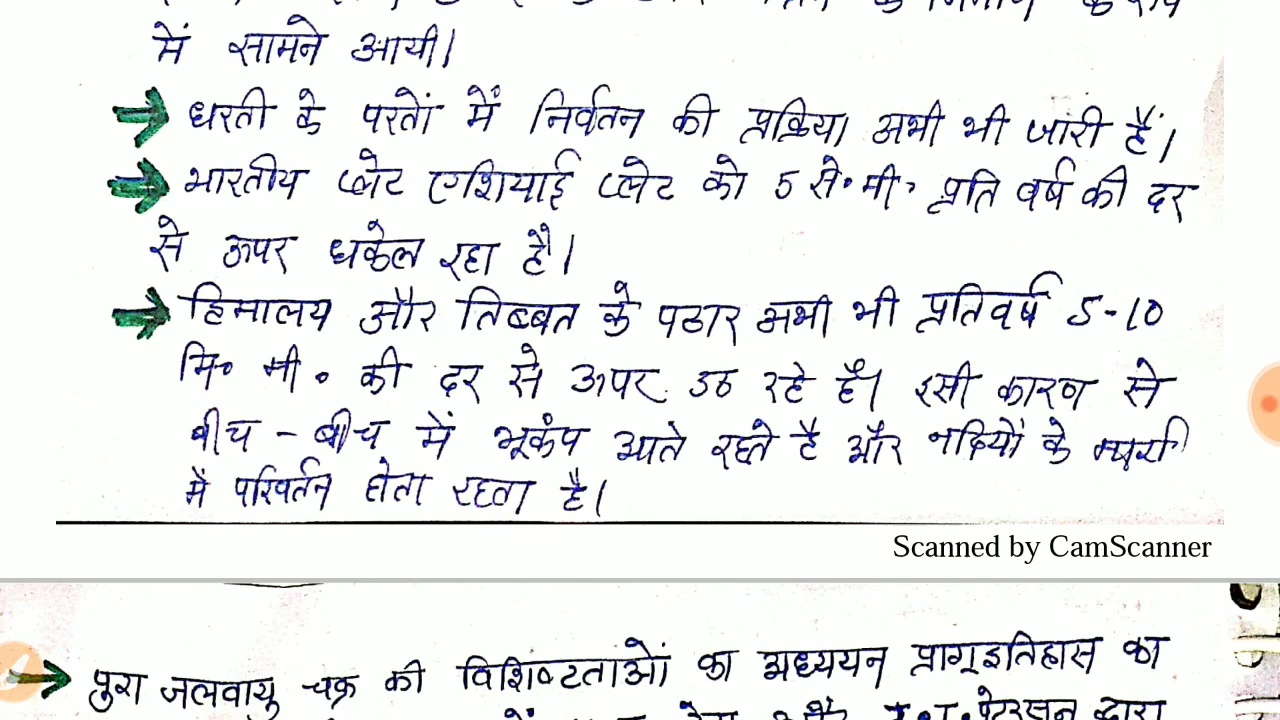 में सामने आयी।
→ धरती के परतों में निर्वतन की प्रक्रिया अभी भी जारी हैं।
→ भारतीय प्लेट एशियाई प्लेट को 5 से॰ मी॰ प्रति वर्ष की दर
से ऊपर धकेल रहा है।
→ हिमालय और तिब्बत के पठार अभी भी प्रतिवर्ष 5-10
मि॰ मी॰ की दर से ऊपर उठ रहे हैं। इसी कारण से
बीच - बीच में भूकंप आते रहते है और नदियों के
में परिवर्तन होता रहता है।
Scanned by CamScanner
→ पुरा जलवायु चक्र की विशिष्टताओं का अध्ययन प्रागइतिहास का
द्वारा